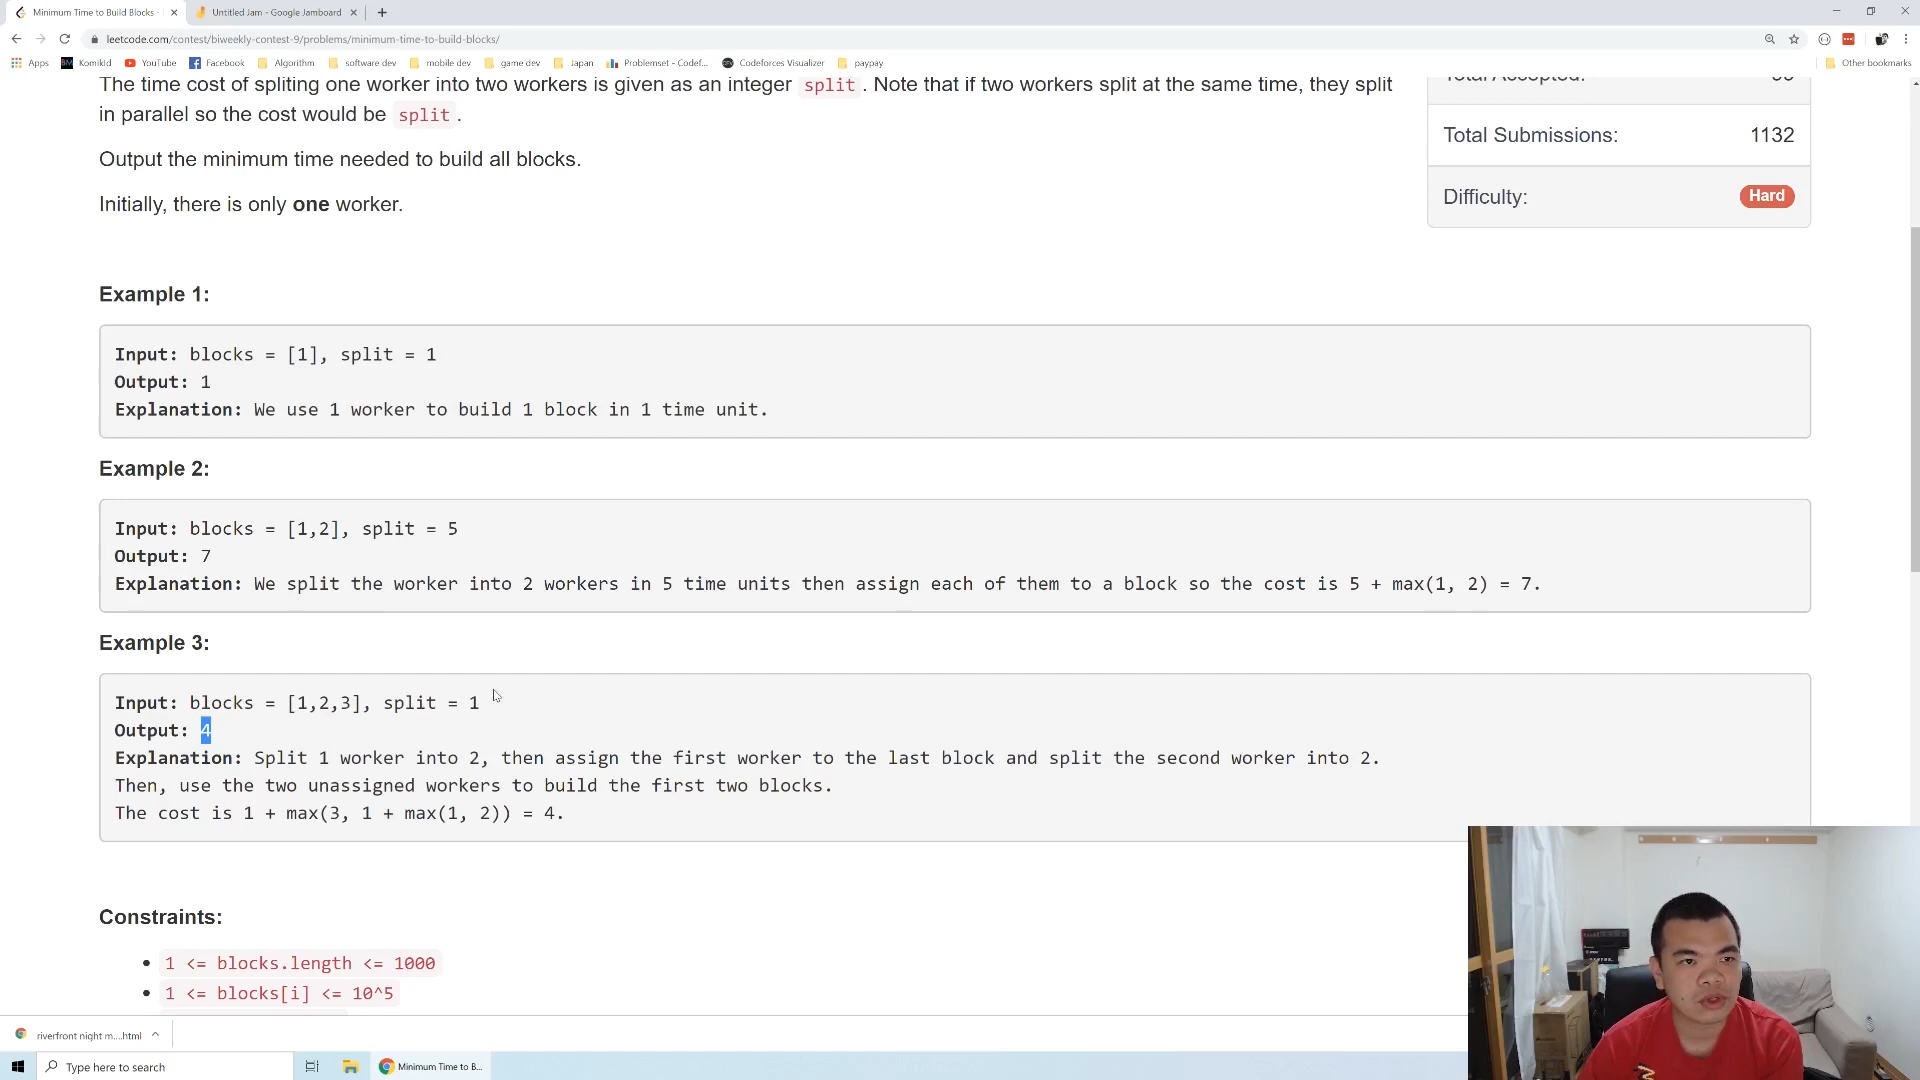 Minimum Time to Build Blocks -
Untitled Jam - Google Jamboard
leetcode.com/contest/biweekly-contest-9/problems/minimum-time-to-build-blocks/
Apps
Komikld
YouTube
Facebook
Algorithm
software dev
mobile dev
game dev
Japan
Problemset - Codef...
Codeforces Visualizer
paypay
Other bookmarks
The time cost of spliting one worker into two workers is given as an integer split . Note that if two workers split at the same time, they split
in parallel so the cost would be split .
Output the minimum time needed to build all blocks.
Initially, there is only one worker.
Total Accepted:
Total Submissions: 1132
Difficulty: Hard
Example 1:
Input: blocks = [1], split = 1
Output: 1
Explanation: We use 1 worker to build 1 block in 1 time unit.
Example 2:
Input: blocks = [1,2], split = 5
Output: 7
Explanation: We split the worker into 2 workers in 5 time units then assign each of them to a block so the cost is 5 + max(1, 2) = 7.
Example 3:
Input: blocks = [1,2,3], split = 1
Output: 4
Explanation: Split 1 worker into 2, then assign the first worker to the last block and split the second worker into 2.
Then, use the two unassigned workers to build the first two blocks.
The cost is 1 + max(3, 1 + max(1, 2)) = 4.
Constraints:
1 <= blocks.length <= 1000
1 <= blocks[i] <= 10^5
riverfront night m....html
Type here to search
Minimum Time to B...